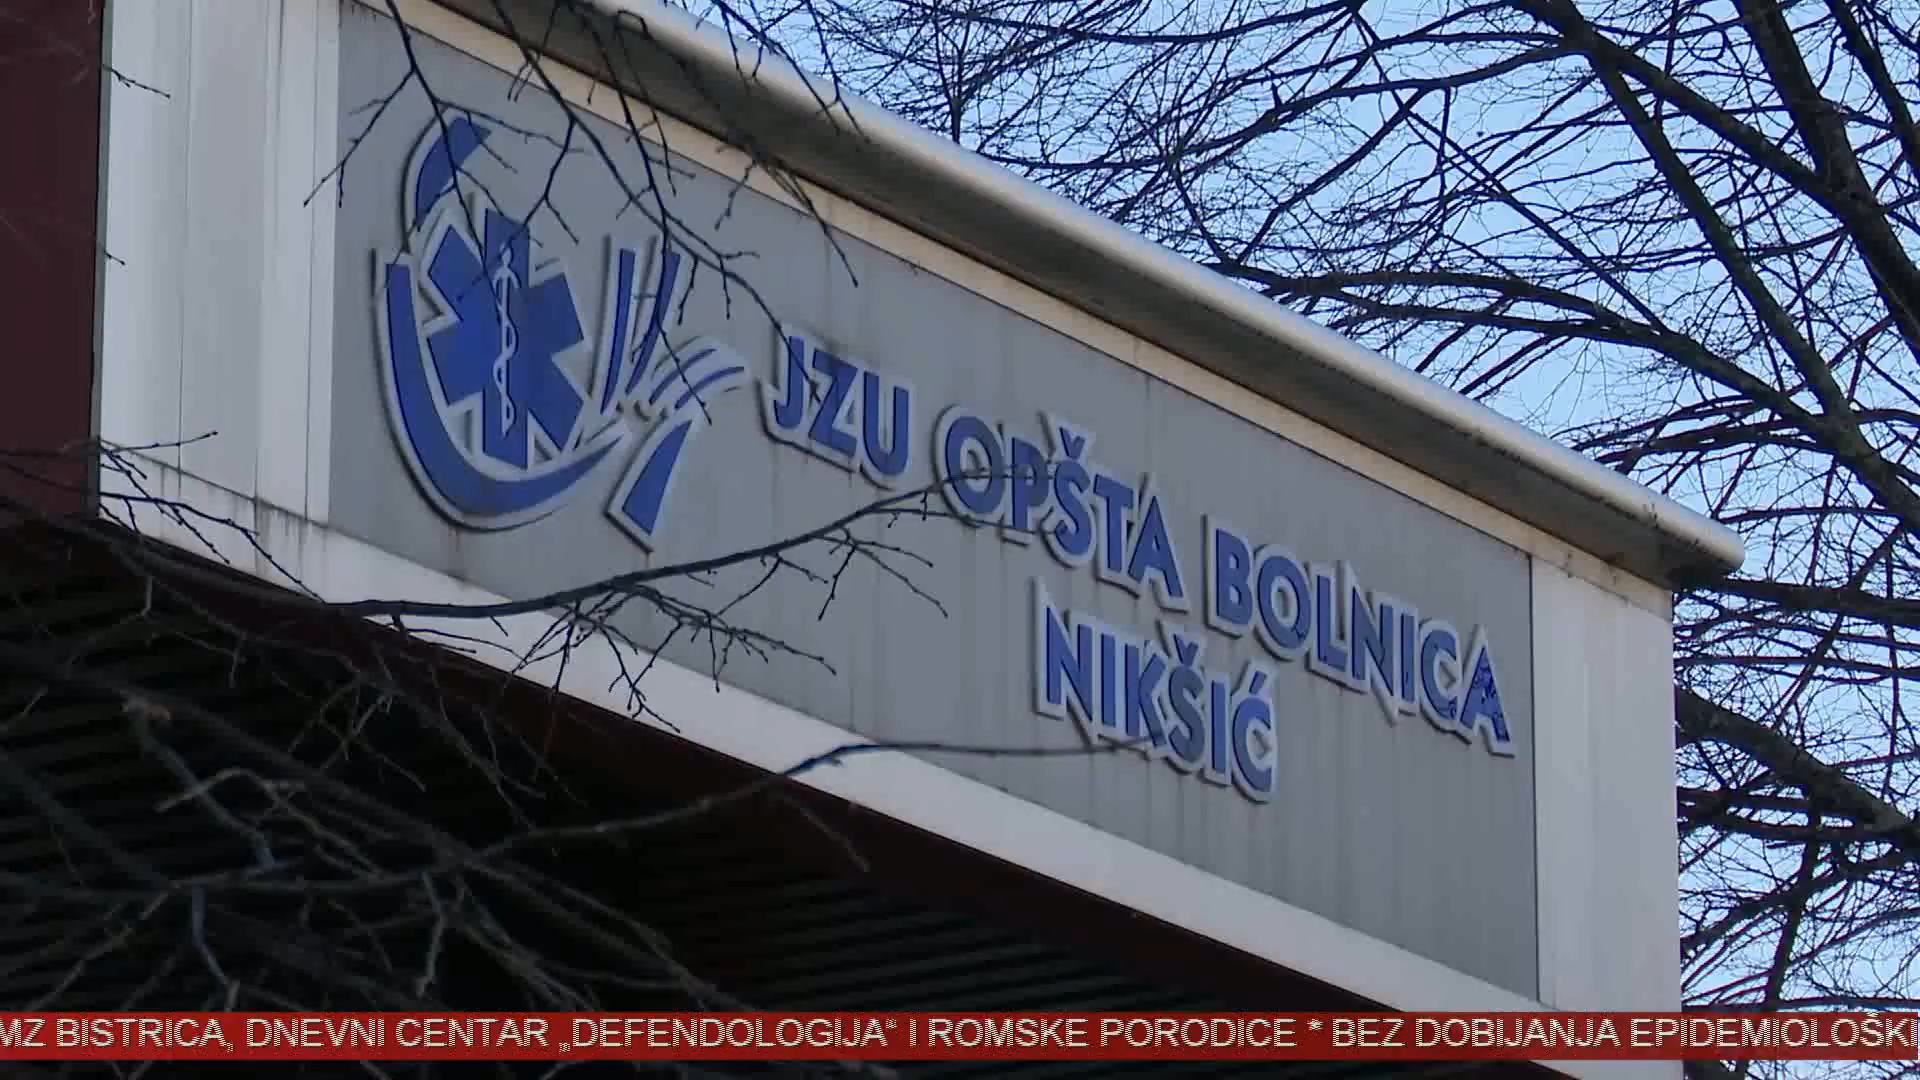 JZU OPŠTA BOLNICA
NIKŠIĆ
MZ BISTRICA, DNEVNI CENTAR „DEFENDOLOGIJA“ I ROMSKE PORODICE * BEZ DOBIJANJA EPIDEMIOLOŠKI